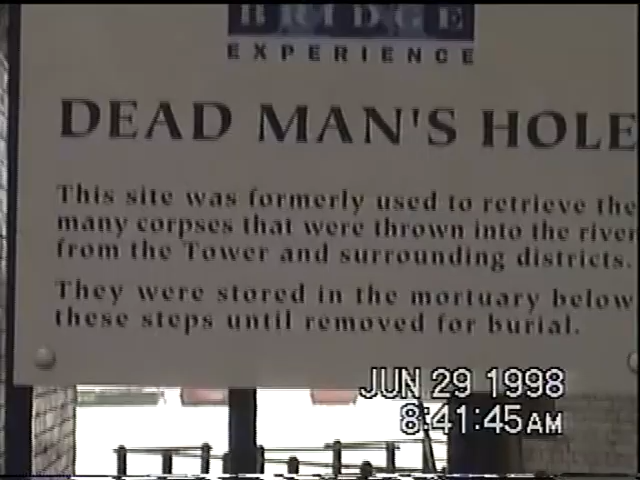 BRIDGE
EXPERIENCE
DEAD MAN'S HOLE
This site was formerly used to retrieve the
many corpses that were thrown into the river
from the Tower and surrounding districts.
They were stored in the mortuary below
these steps until removed for burial.
JUN 29 1998
8:41:45AM